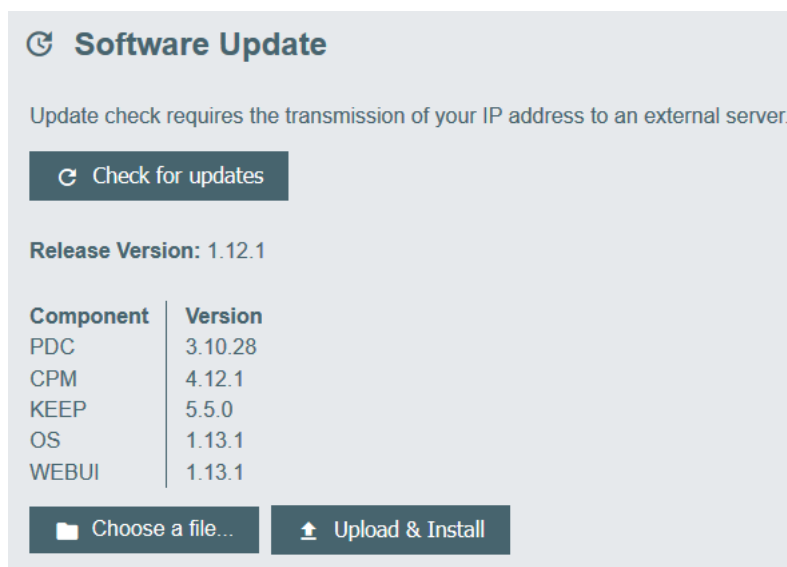 Software Update
Update check requires the transmission of your IP address to an external server.
Check for updates
Release Version: 1.12.1
Component Version
PDC 3.10.28
CPM 4.12.1
KEEP 5.5.0
OS 1.13.1
WEBUI 1.13.1
Choose a file... Upload & Install